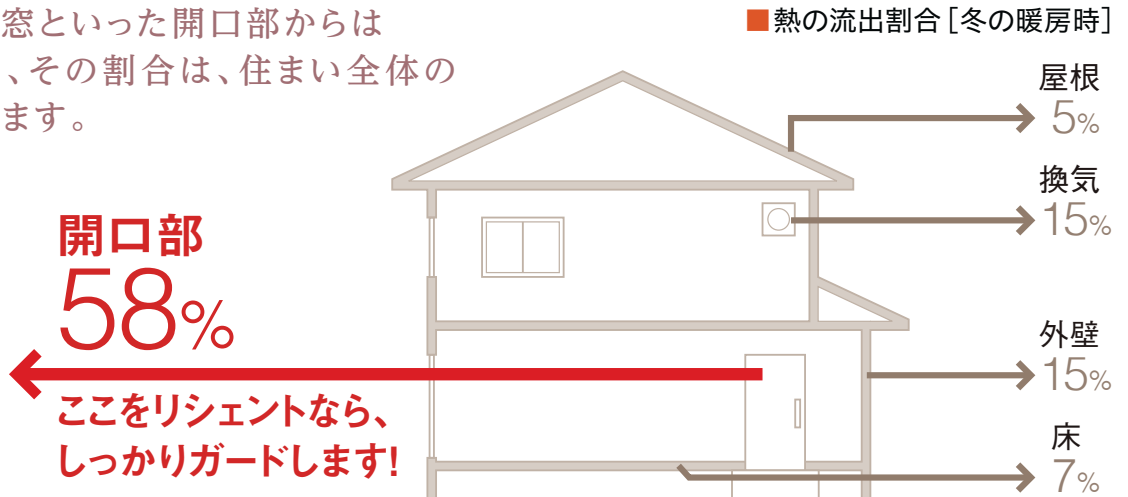 窓といった開口部からは
、その割合は、住まい全体の
ます。
■熱の流出割合［冬の暖房時］
屋根
5%
換気
15%
開口部
58%
外壁
15%
ここをリシェントなら、
しっかりガードします!
床
7%